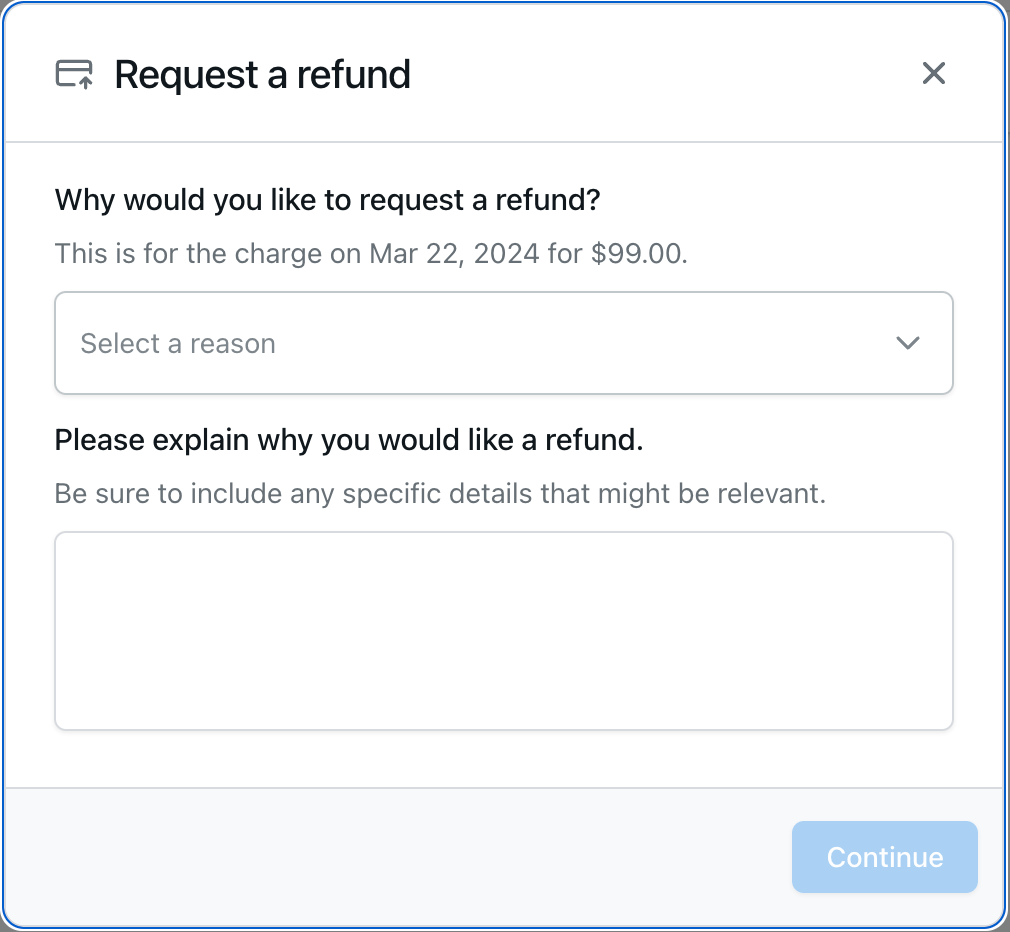 Request a refund
Why would you like to request a refund?
This is for the charge on Mar 22, 2024 for $99.00.
Select a reason
Please explain why you would like a refund.
Be sure to include any specific details that might be relevant.
Continue